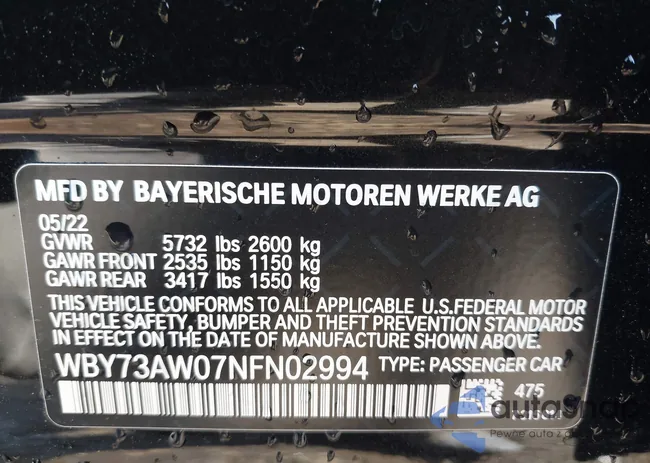 MFD BY BAYERISCHE MOTOREN WERKE AG
05/22
GVWR 5732 lbs 2600 kg
GAWR FRONT 2535 lbs 1150 kg
GAWR REAR 3417 lbs 1550 kg
THIS VEHICLE CONFORMS TO ALL APPLICABLE U.S.FEDERAL MOTOR
VEHICLE SAFETY, BUMPER AND THEFT PREVENTION STANDARDS
IN EFFECT ON THE DATE OF MANUFACTURE SHOWN ABOVE.
WBY73AW07NFN02994 TYPE: PASSENGER CAR
475
Pewne auta z